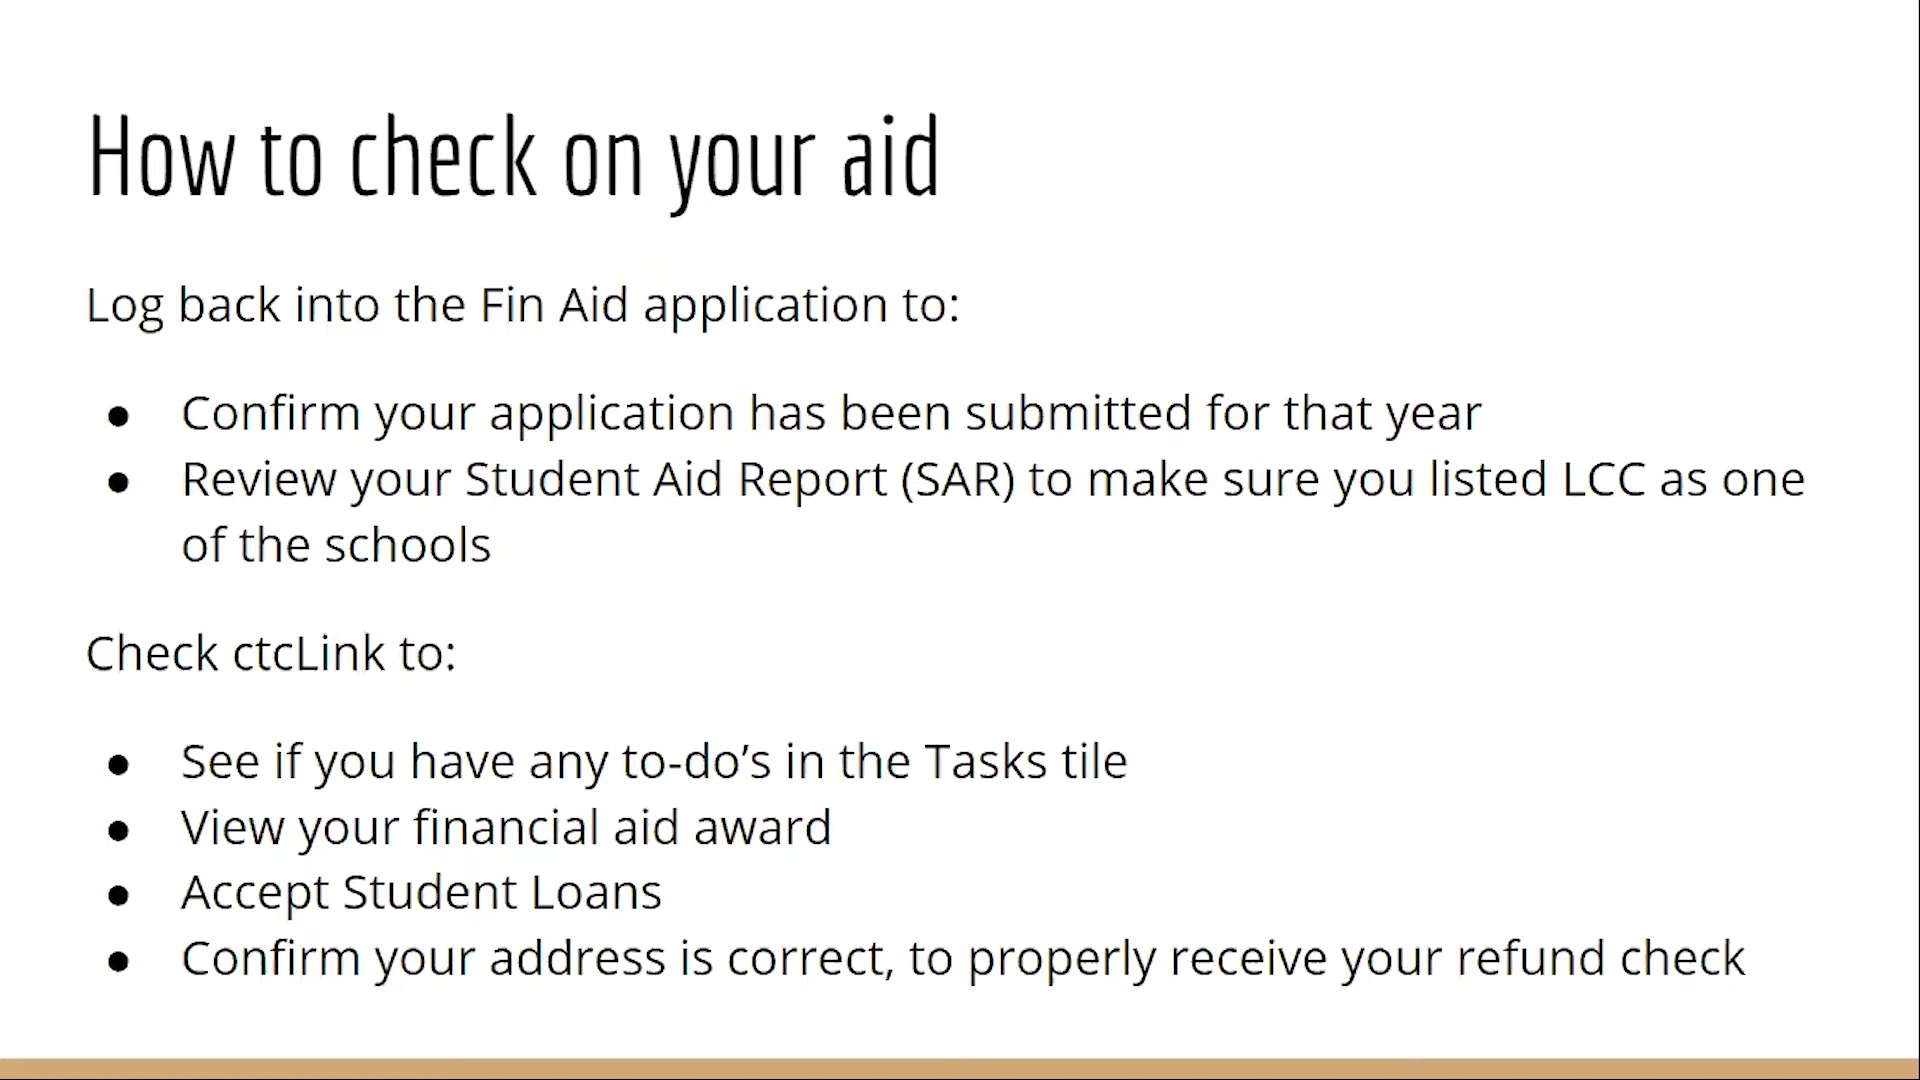 How to check on your aid
Log back into the Fin Aid application to:
● Confirm your application has been submitted for that year
● Review your Student Aid Report (SAR) to make sure you listed LCC as one
of the schools
Check ctcLink to:
● See if you have any to-do’s in the Tasks tile
● View your financial aid award
● Accept Student Loans
● Confirm your address is correct, to properly receive your refund check